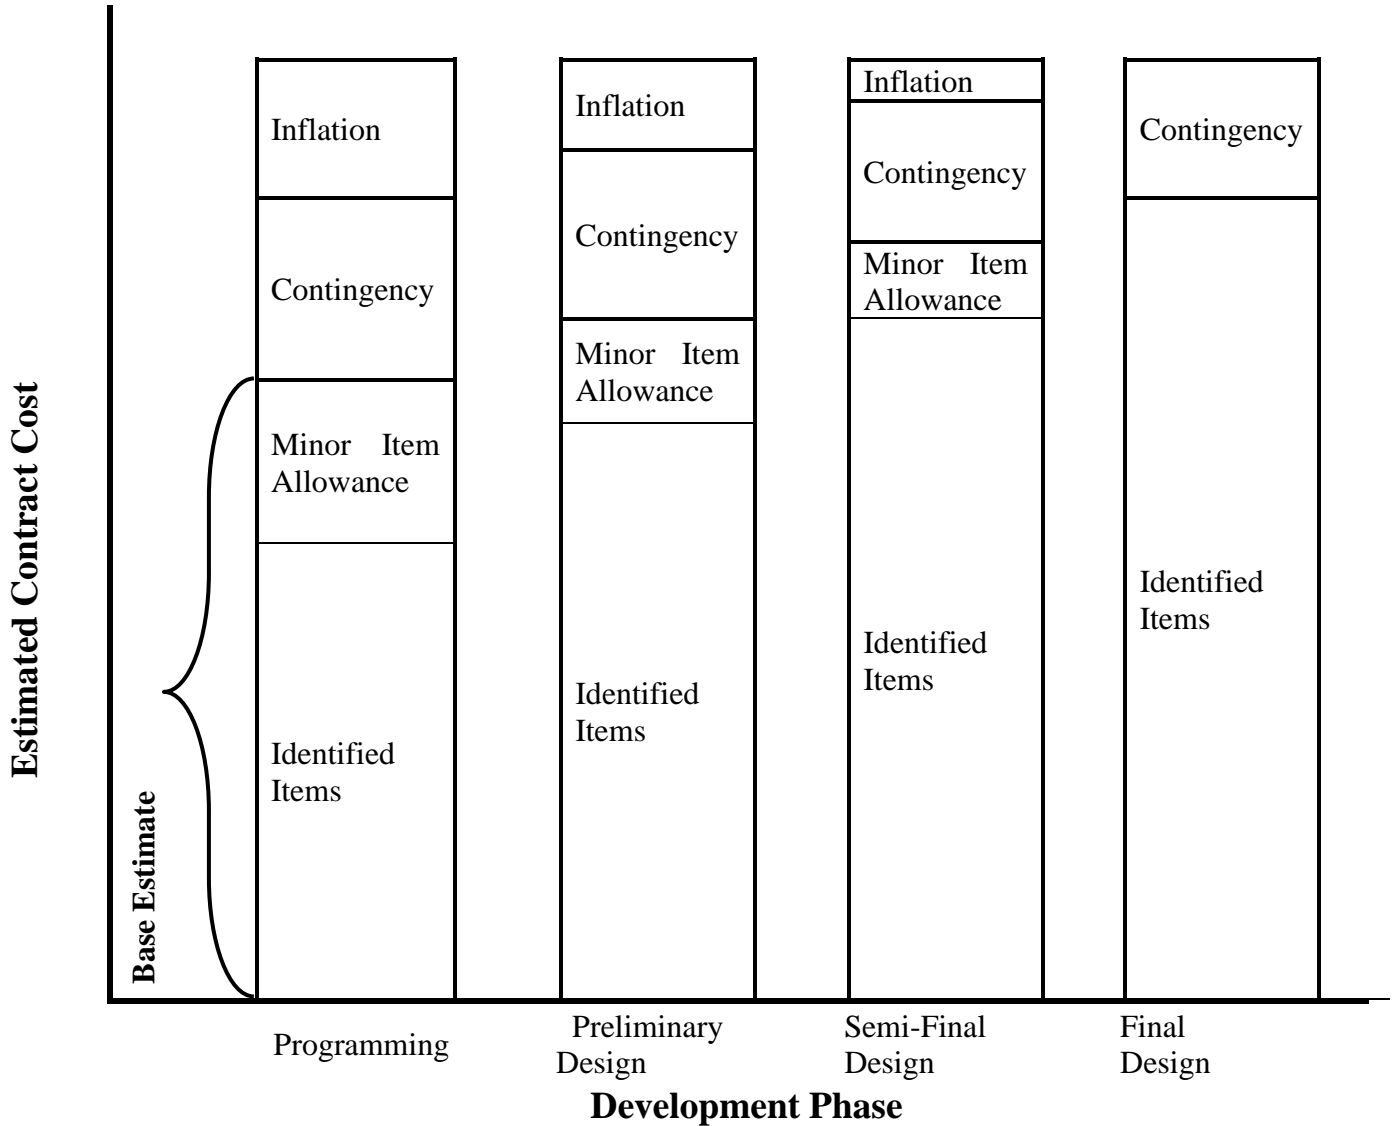 Estimated Contract Cost
Base Estimate
Inflation
Contingency
Minor Item
Allowance
Identified
Items
Inflation
Contingency
Minor Item
Allowance
Identified
Items
Inflation
Contingency
Minor Item
Allowance
Identified
Items
Contingency
Identified
Items
Programming
Preliminary
Design
Semi-Final
Design
Final
Design
Development Phase